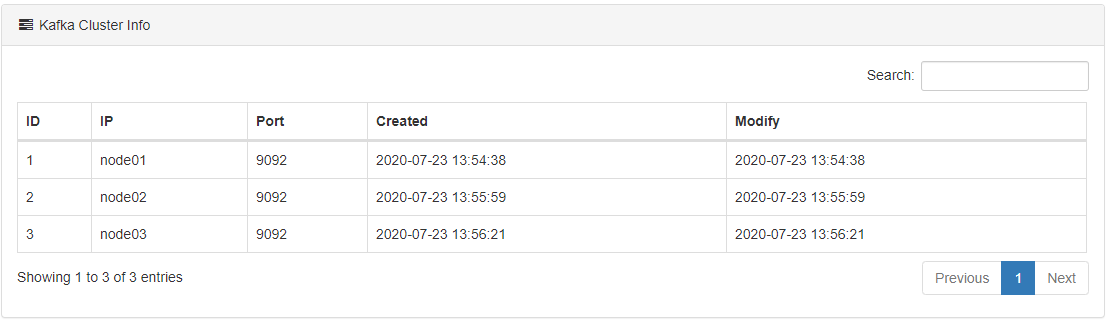 Kafka Cluster Info
Search:
ID IP Port Created Modify
1 node01 9092 2020-07-23 13:54:38 2020-07-23 13:54:38
2 node02 9092 2020-07-23 13:55:59 2020-07-23 13:55:59
3 node03 9092 2020-07-23 13:56:21 2020-07-23 13:56:21
Showing 1 to 3 of 3 entries Previous 1 Next